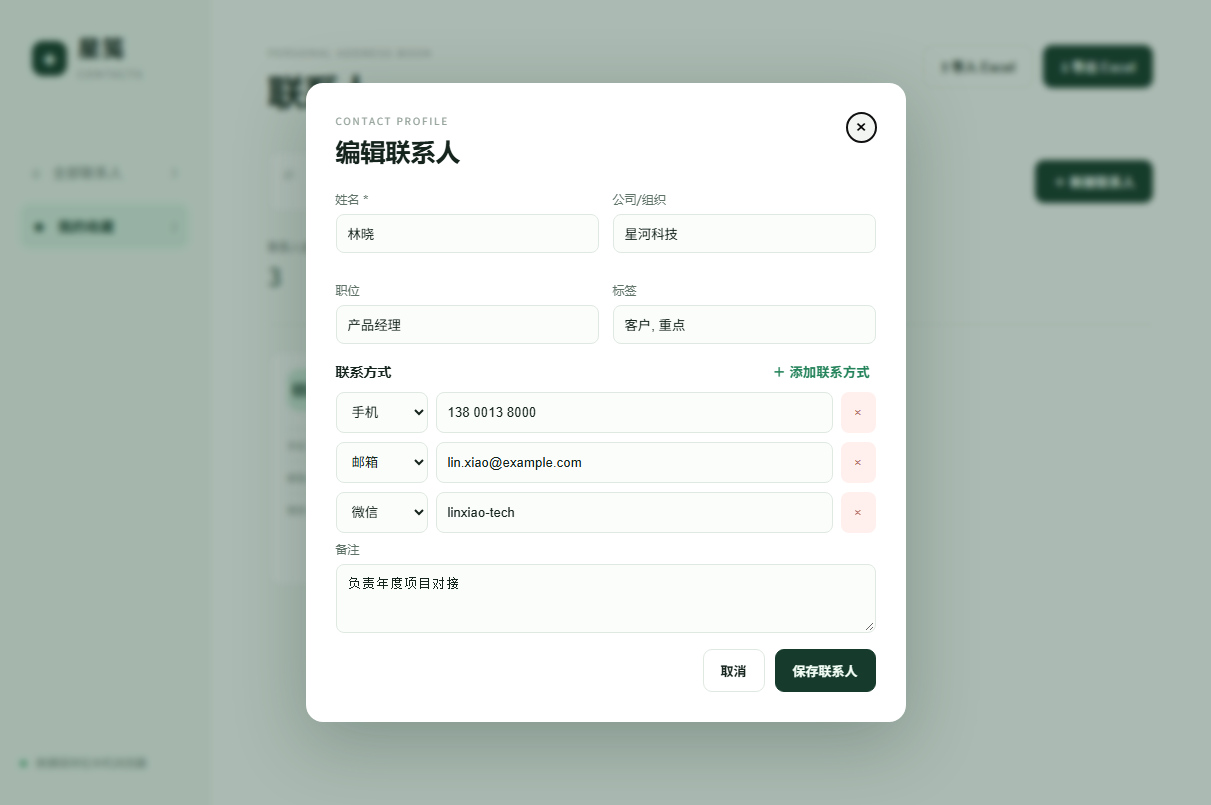 CONTACT PROFILE
编辑联系人
×
姓名 *
公司/组织
林晓
星河科技
职位
标签
产品经理
客户, 重点
联系方式
+ 添加联系方式
手机
138 0013 8000
×
邮箱
lin.xiao@example.com
×
微信
linxiao-tech
×
备注
负责年度项目对接
取消
保存联系人